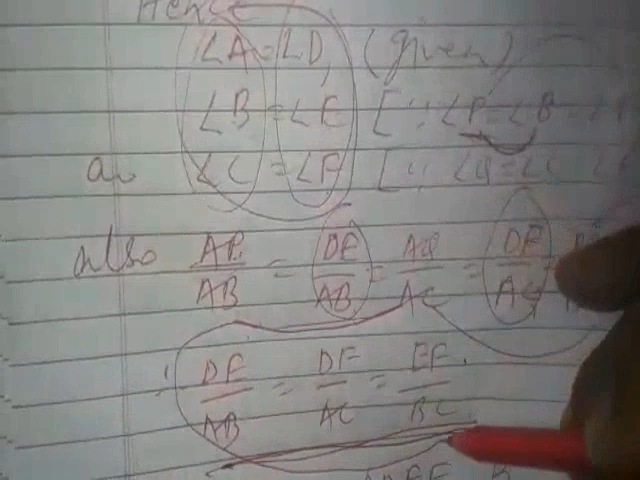 Hence
∠A = ∠D, (given)
∠B = ∠E [∵ ∠P = ∠B
∠C = ∠F [∵ ∠Q = ∠C
also AP/AB = DE/AB = AQ/AC = DF/AC
∴ DE/AB = DF/AC = EF/BC.